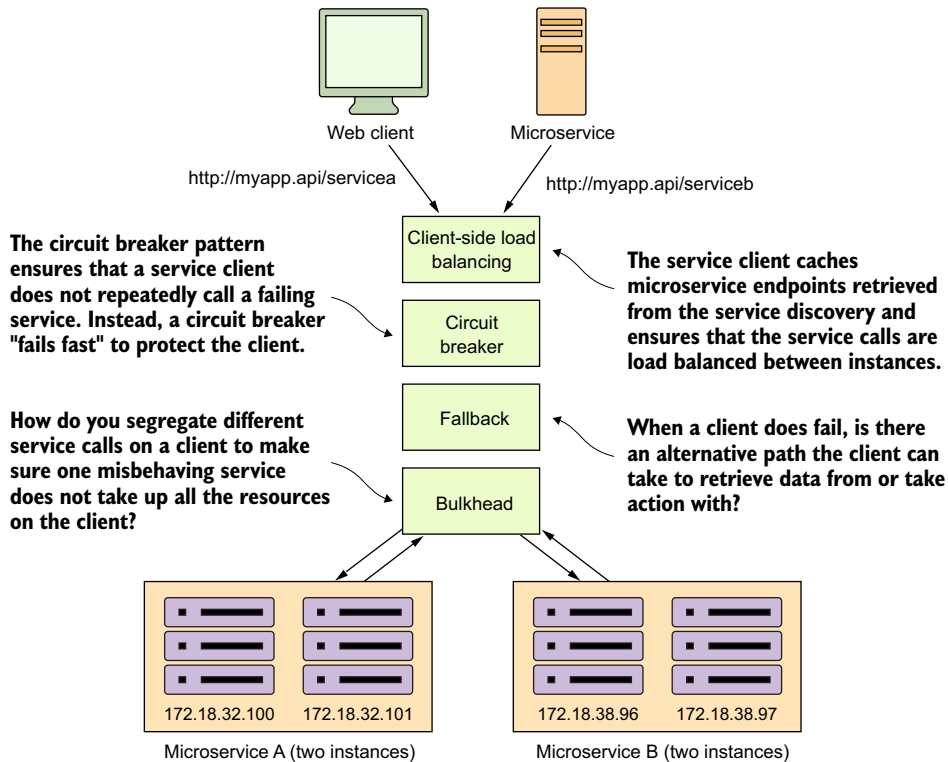 Web client
Microservice
http://myapp.api/servicea
http://myapp.api/serviceb
Client-side load
balancing
The circuit breaker pattern
ensures that a service client
does not repeatedly call a failing
service. Instead, a circuit breaker
"fails fast" to protect the client.
The service client caches
microservice endpoints retrieved
from the service discovery and
ensures that the service calls are
load balanced between instances.
Circuit
breaker
Fallback
How do you segregate different
service calls on a client to make
sure one misbehaving service
does not take up all the resources
on the client?
When a client does fail, is there
an alternative path the client can
take to retrieve data from or take
action with?
Bulkhead
172.18.32.100
172.18.32.101
172.18.38.96
172.18.38.97
Microservice A (two instances)
Microservice B (two instances)